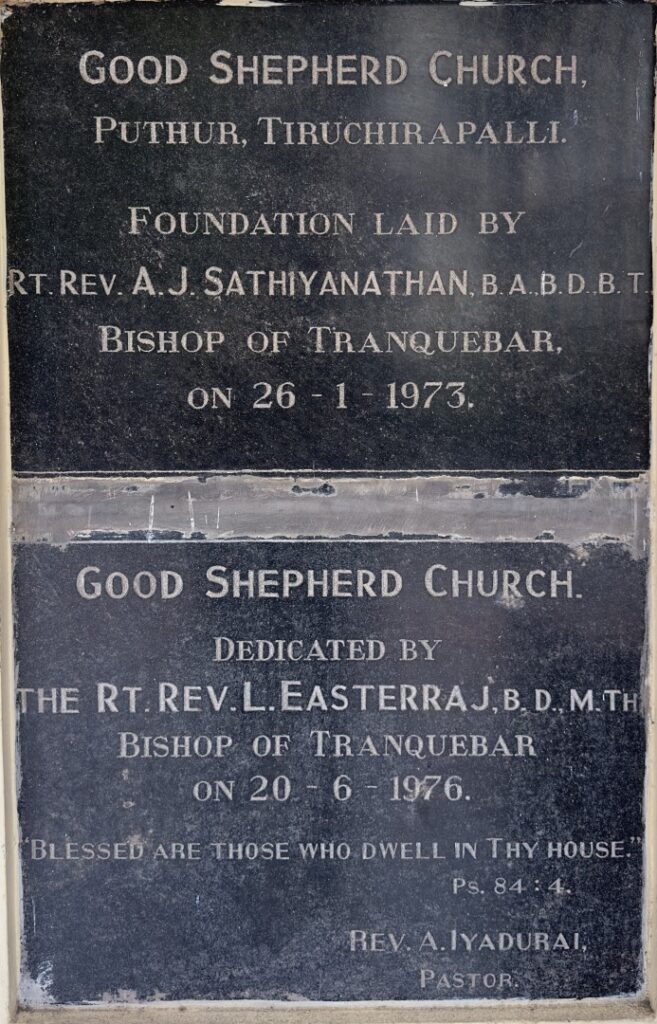 GOOD SHEPHERD CHURCH,
PUTHUR, TIRUCHIRAPALLI.
FOUNDATION LAID BY
RT. REV. A. J. SATHIYANATHAN, B. A., B. D., B. T.
BISHOP OF TRANQUEBAR,
ON 26 - 1 - 1973.
GOOD SHEPHERD CHURCH.
DEDICATED BY
THE RT. REV. L. EASTERRAJ, B. D., M. TH
BISHOP OF TRANQUEBAR
ON 20 - 6 - 1976.
"BLESSED ARE THOSE WHO DWELL IN THY HOUSE."
PS. 84 : 4.
REV. A. IYADURAI,
PASTOR.